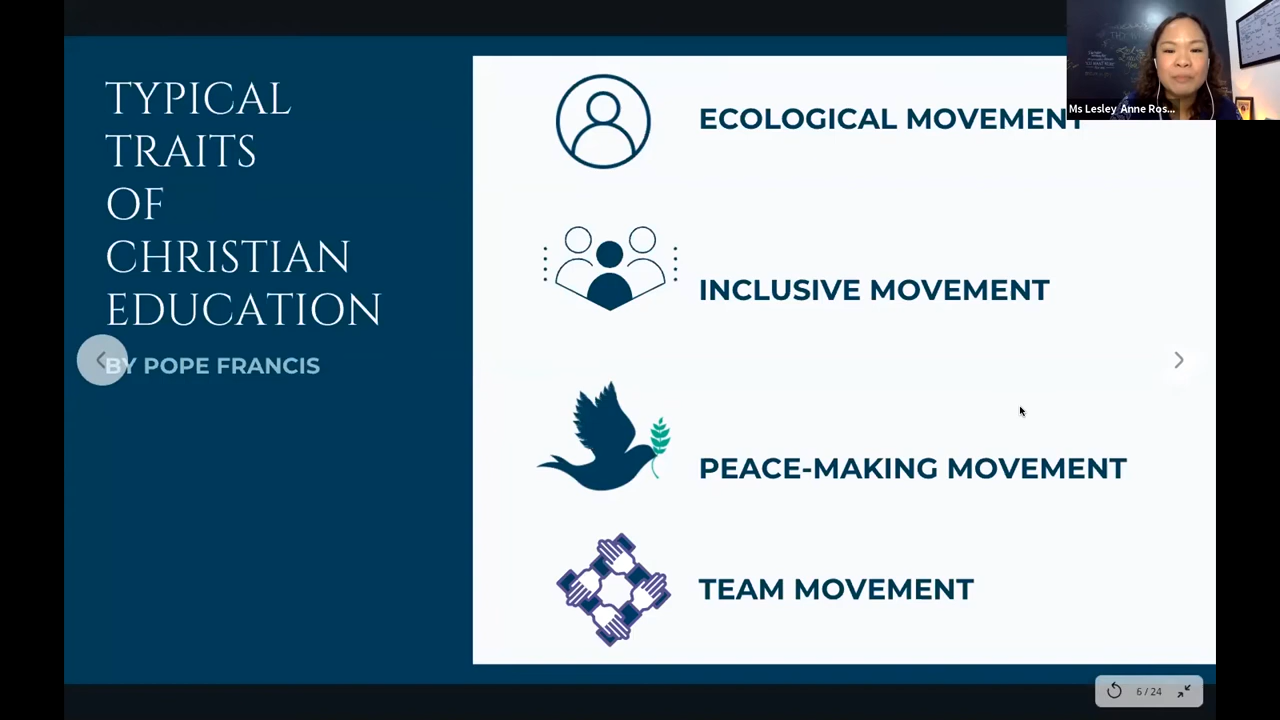 TYPICAL
TRAITS
OF
CHRISTIAN
EDUCATION
BY POPE FRANCIS
ECOLOGICAL MOVEMENT
INCLUSIVE MOVEMENT
PEACE-MAKING MOVEMENT
TEAM MOVEMENT
Ms Lesley Anne Ros...
6 / 24